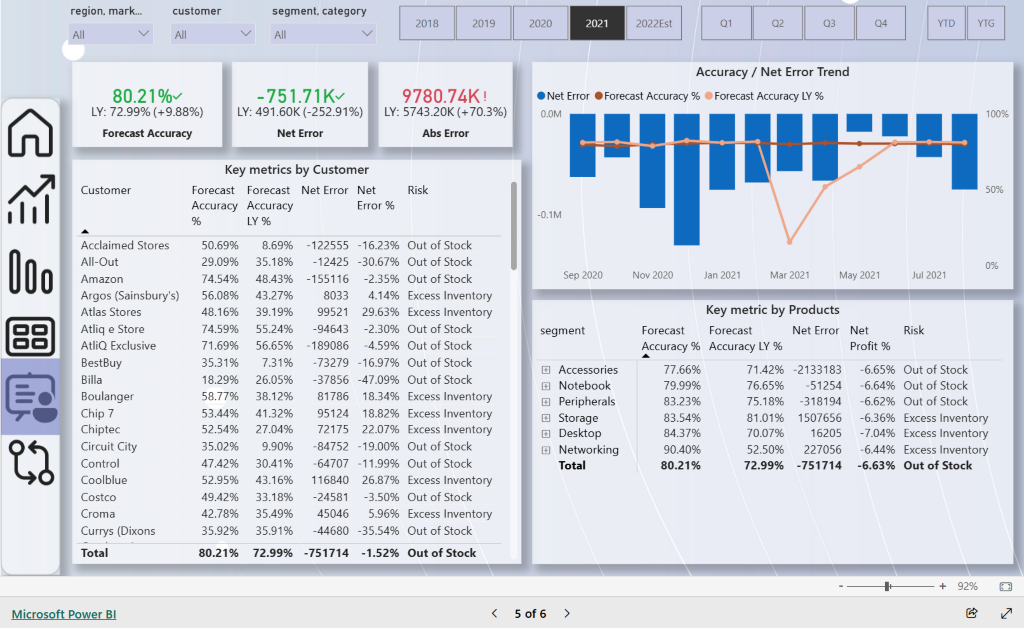 region, mark... customer segment, category
All All All
2018 2019 2020 2021 2022Est Q1 Q2 Q3 Q4 YTD YTG
80.21%✓
LY: 72.99% (+9.88%)
Forecast Accuracy
-751.71K✓
LY: 491.60K (-252.91%)
Net Error
9780.74K!
LY: 5743.20K (+70.3%)
Abs Error
Accuracy / Net Error Trend
Net Error Forecast Accuracy % Forecast Accuracy LY %
0.0M 100%
50%
-0.1M
0%
Sep 2020 Nov 2020 Jan 2021 Mar 2021 May 2021 Jul 2021
Key metrics by Customer
Customer Forecast Accuracy % Forecast Accuracy LY % Net Error Net Error % Risk
Acclaimed Stores 50.69% 8.69% -122555 -16.23% Out of Stock
All-Out 29.09% 35.18% -12425 -30.67% Out of Stock
Amazon 74.54% 48.43% -155116 -2.35% Out of Stock
Argos (Sainsbury's) 56.08% 43.27% 8033 4.14% Excess Inventory
Atlas Stores 48.16% 39.19% 99521 29.63% Excess Inventory
Atliq e Store 74.59% 55.24% -94643 -2.30% Out of Stock
AtliQ Exclusive 71.69% 56.65% -189086 -4.59% Out of Stock
BestBuy 35.31% 7.31% -73279 -16.97% Out of Stock
Billa 18.29% 26.05% -37856 -47.09% Out of Stock
Boulanger 58.77% 38.12% 81786 18.34% Excess Inventory
Chip 7 53.44% 41.32% 95124 18.82% Excess Inventory
Chiptec 52.54% 27.04% 72175 22.07% Excess Inventory
Circuit City 35.02% 9.90% -84752 -19.00% Out of Stock
Control 47.42% 30.41% -64707 -11.99% Out of Stock
Coolblue 52.95% 43.16% 116840 26.87% Excess Inventory
Costco 49.42% 33.18% -24581 -3.50% Out of Stock
Croma 42.78% 35.49% 45046 5.96% Excess Inventory
Currys (Dixons 35.92% 35.91% -44680 -35.54% Out of Stock
Total 80.21% 72.99% -751714 -1.52% Out of Stock
Key metric by Products
segment Forecast Accuracy % Forecast Accuracy LY % Net Error Net Profit % Risk
Accessories 77.66% 71.42% -2133183 -6.65% Out of Stock
Notebook 79.99% 76.65% -51254 -6.64% Out of Stock
Peripherals 83.23% 75.18% -318194 -6.62% Out of Stock
Storage 83.54% 81.01% 1507656 -6.36% Excess Inventory
Desktop 84.37% 70.07% 16205 -7.04% Excess Inventory
Networking 90.40% 52.50% 227056 -6.44% Excess Inventory
Total 80.21% 72.99% -751714 -6.63% Out of Stock
- + 92%
Microsoft Power BI < 5 of 6 >